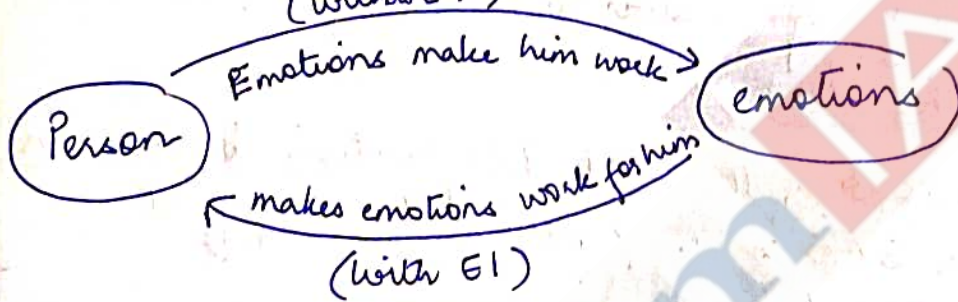 Emotions make him work
Person
emotions
makes emotions work for him
(with EI)